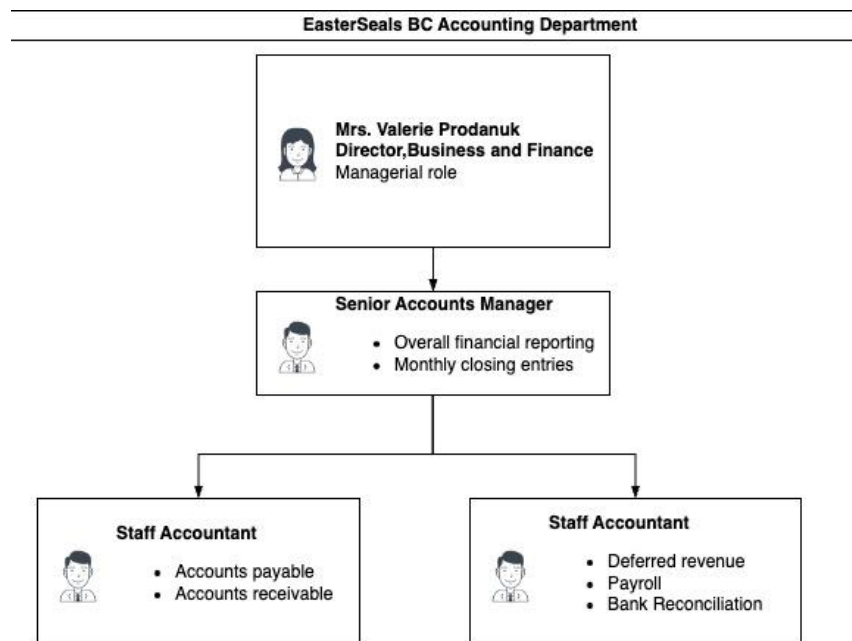 EasterSeals BC Accounting Department
Mrs. Valerie Prodanuk
Director,Business and Finance
Managerial role
Senior Accounts Manager
• Overall financial reporting
• Monthly closing entries
Staff Accountant
• Accounts payable
• Accounts receivable
Staff Accountant
• Deferred revenue
• Payroll
• Bank Reconciliation